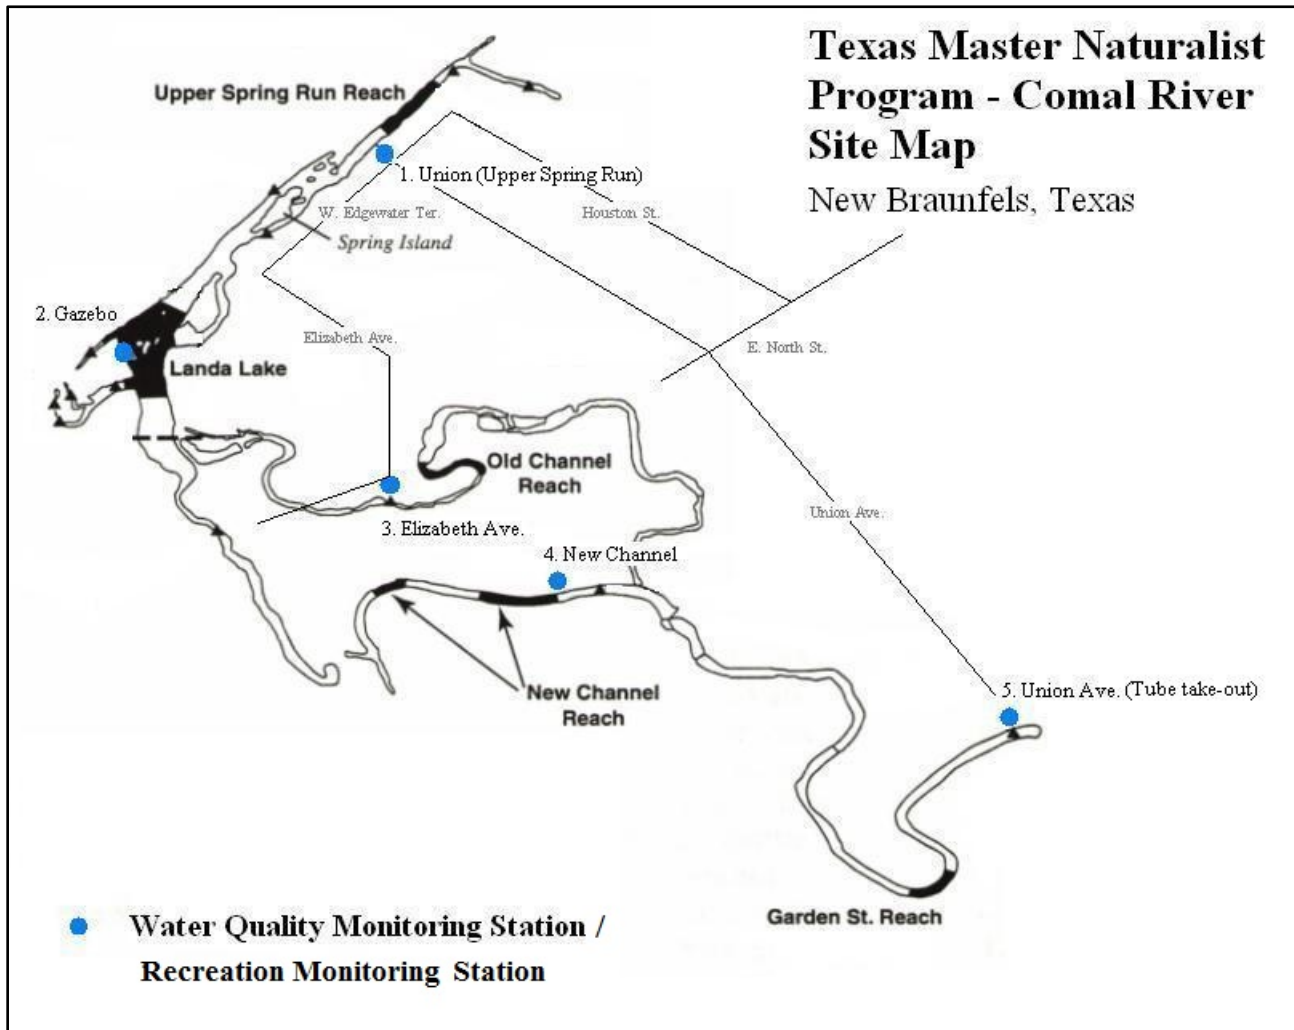 Texas Master Naturalist
Program - Comal River
Site Map
New Braunfels, Texas
Upper Spring Run Reach
1. Union (Upper Spring Run)
W. Edgewater Ter.
Houston St.
Spring Island
2. Gazebo
Elizabeth Ave.
E. North St.
Landa Lake
Old Channel
Reach
3. Elizabeth Ave.
Union Ave.
4. New Channel
New Channel
Reach
5. Union Ave. (Tube take-out)
Garden St. Reach
Water Quality Monitoring Station /
Recreation Monitoring Station